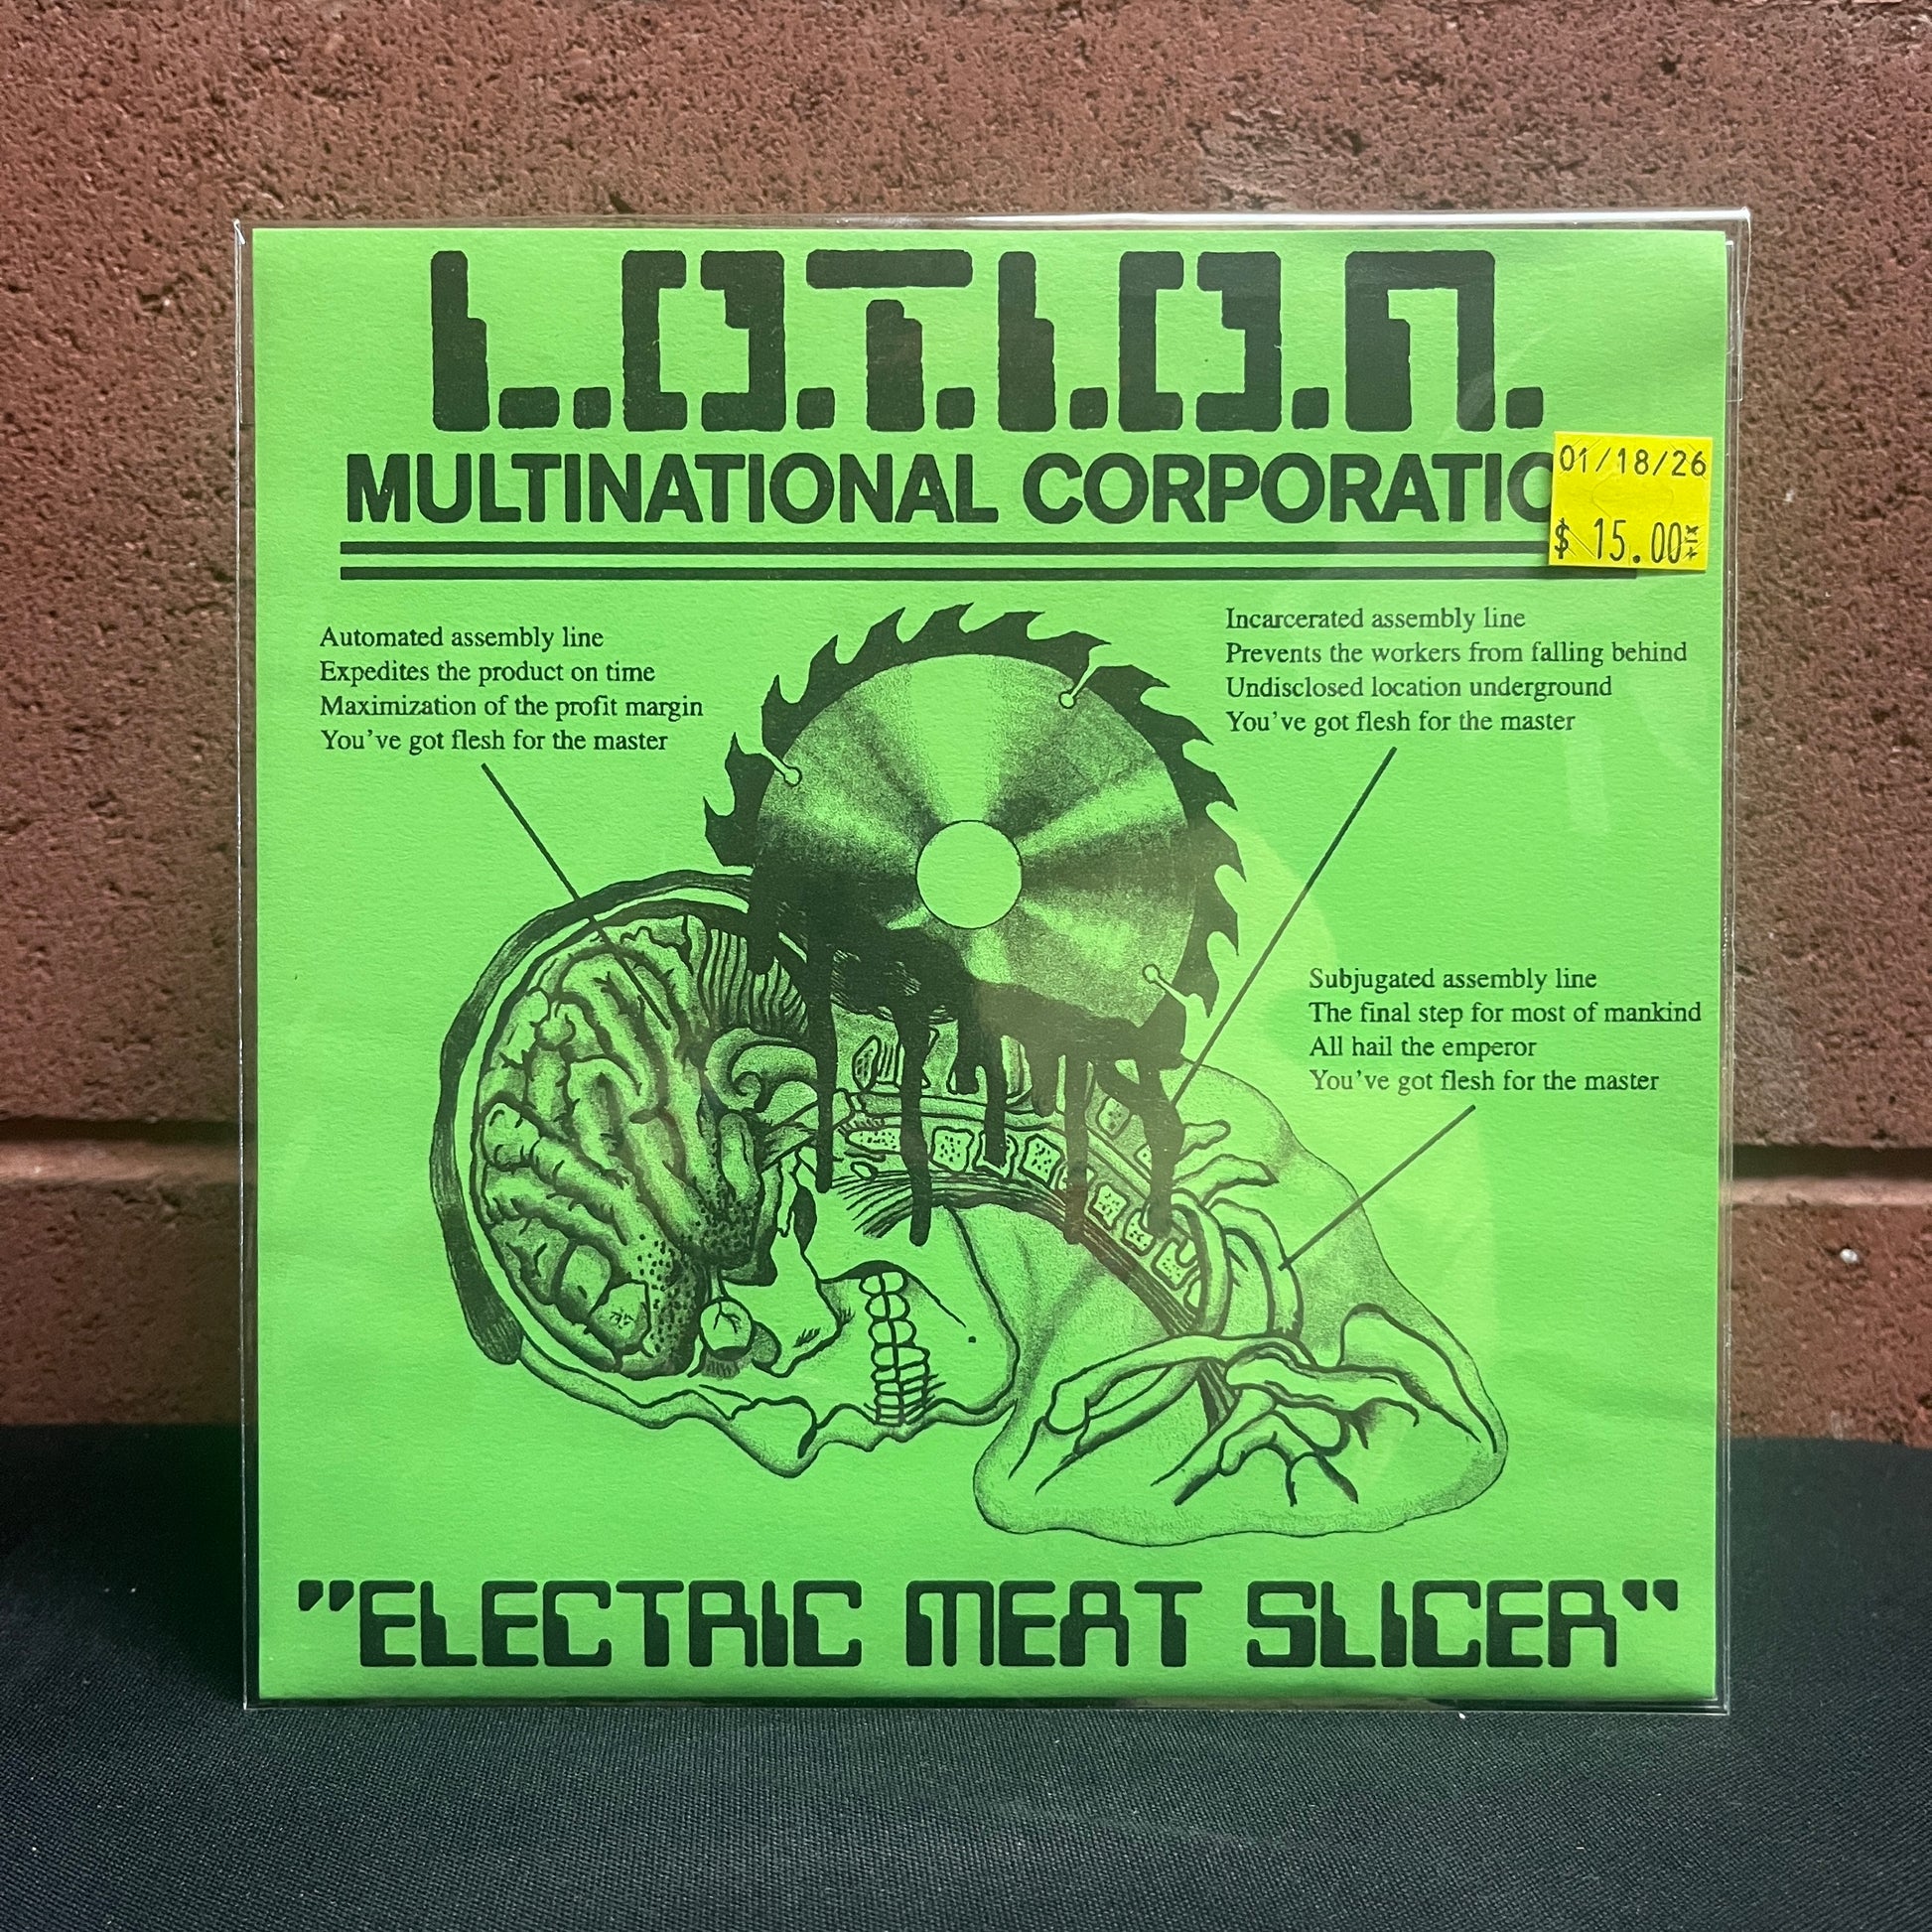 L.O.T.I.O.N.
MULTINATIONAL
01/18/26
$ 15.00
Automated assembly line
Expedites the product on time
Maximization of the profit margin
You've got flesh for the master
Incarcerated assembly line
Prevents the workers from falling behind
Undisclosed location underground
You've got flesh for the master
Subjugated assembly line
The final step for most of mankind
All hail the emperor
You've got flesh for the master
"ELECTRIC MEAT SLICER"